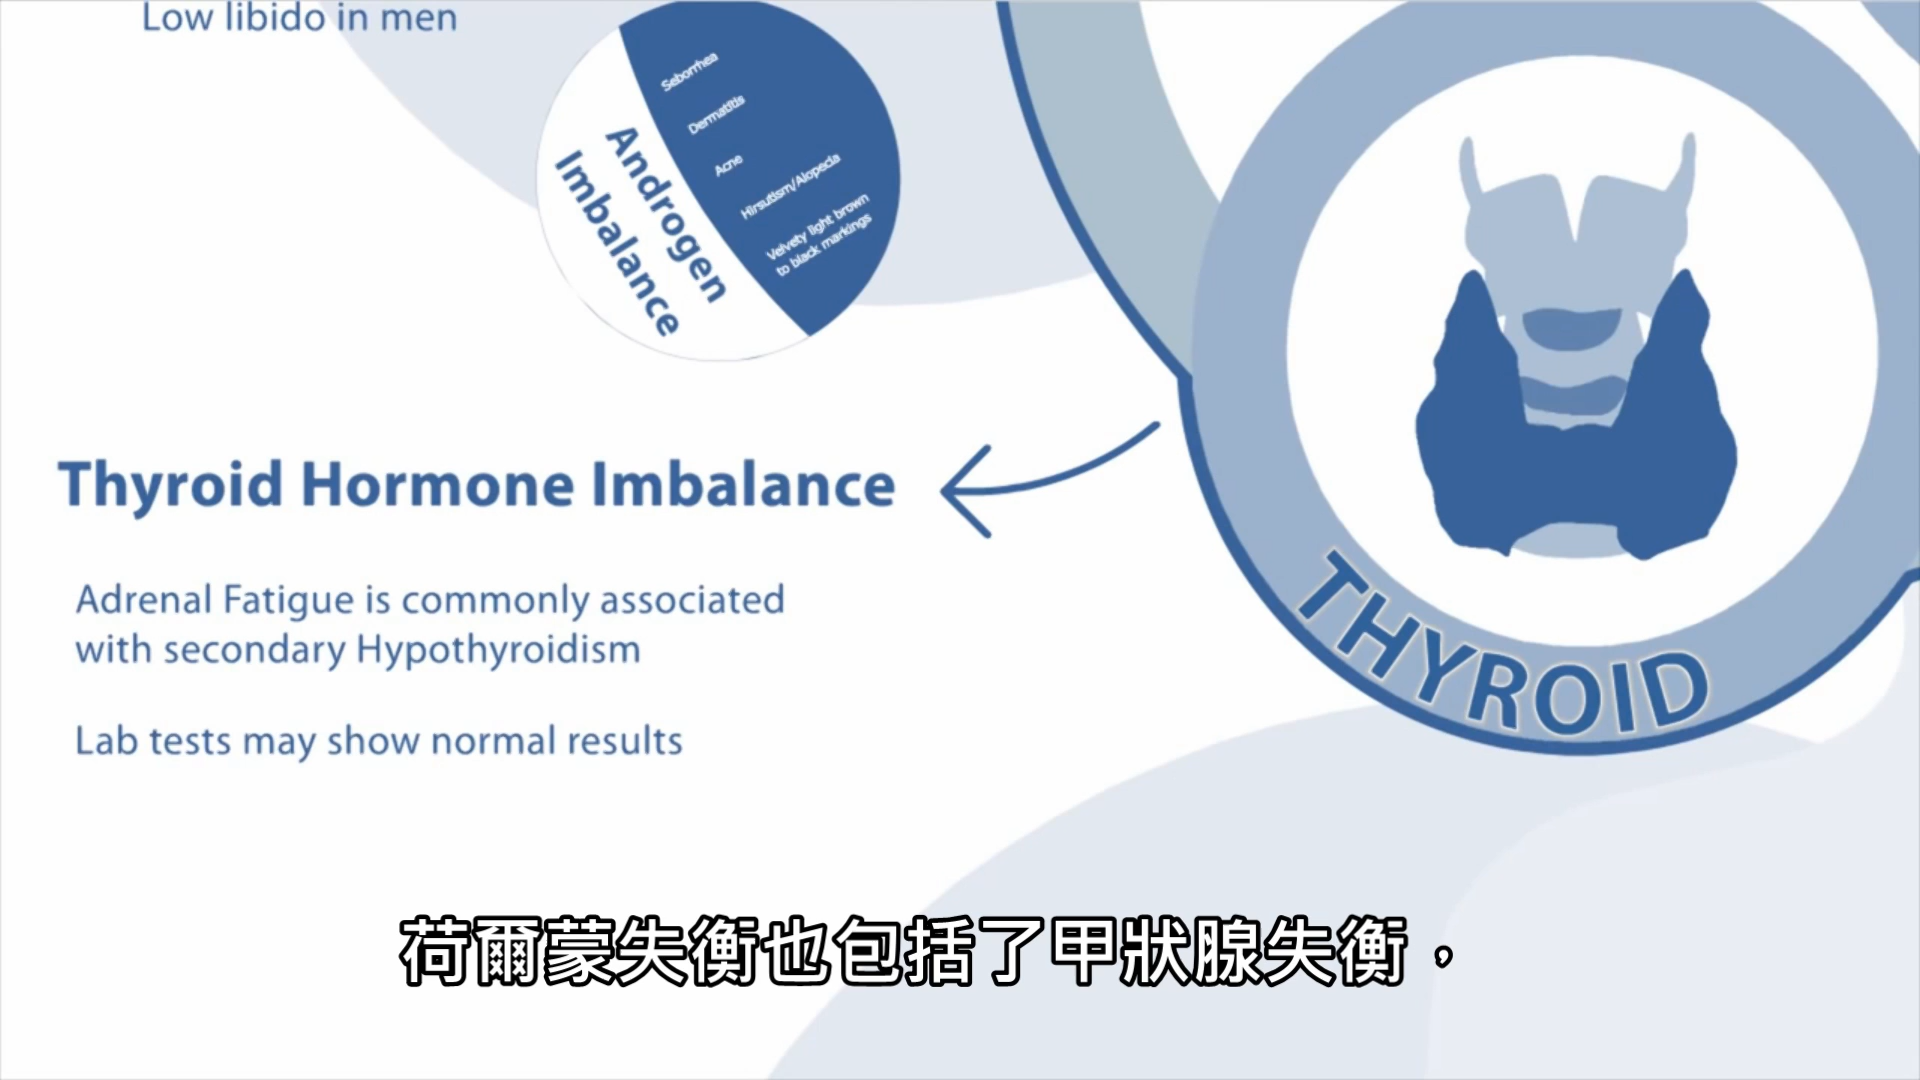 Low libido in men
Seborrhea
Dermatitis
Acne
Hirsutism/Alopecia
Velvety light brown
to black markings
Androgen
Imbalance
Thyroid Hormone Imbalance
Adrenal Fatigue is commonly associated
with secondary Hypothyroidism
Lab tests may show normal results
THYROID
荷爾蒙失衡也包括了甲狀腺失衡，